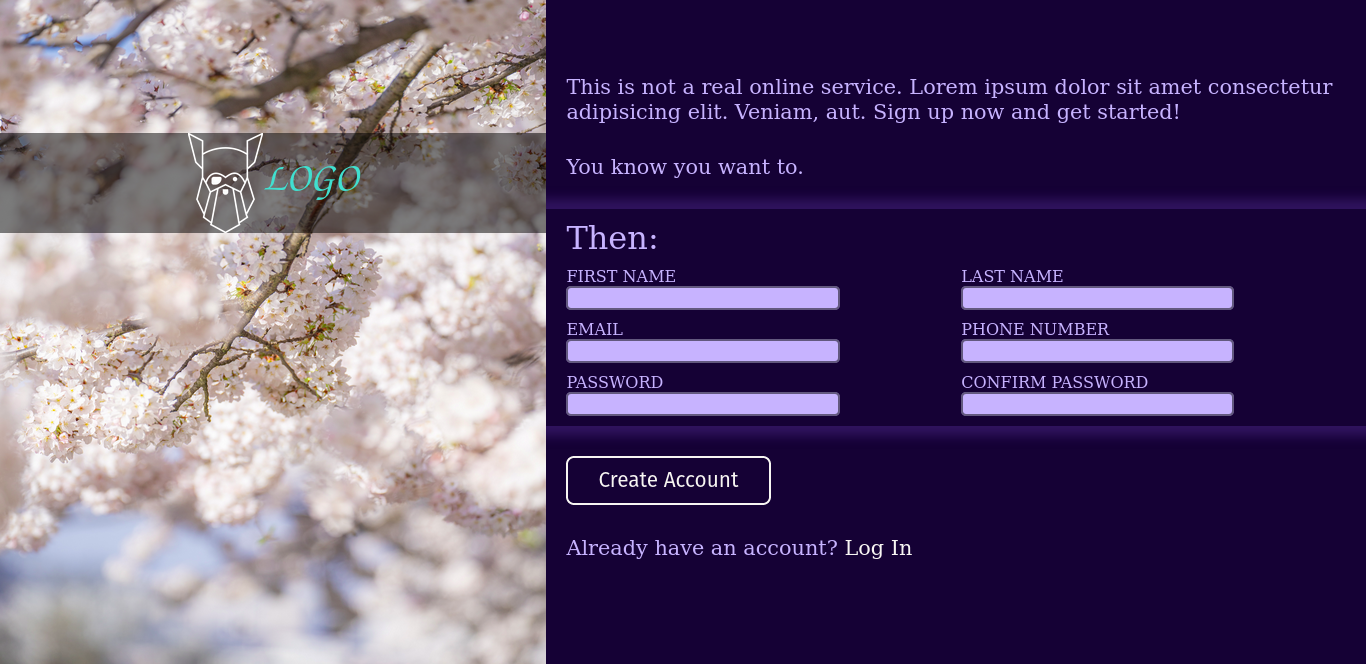 LOGO
This is not a real online service. Lorem ipsum dolor sit amet consectetur
adipisicing elit. Veniam, aut. Sign up now and get started!
You know you want to.
Then:
FIRST NAME
LAST NAME
EMAIL
PHONE NUMBER
PASSWORD
CONFIRM PASSWORD
Create Account
Already have an account? Log In